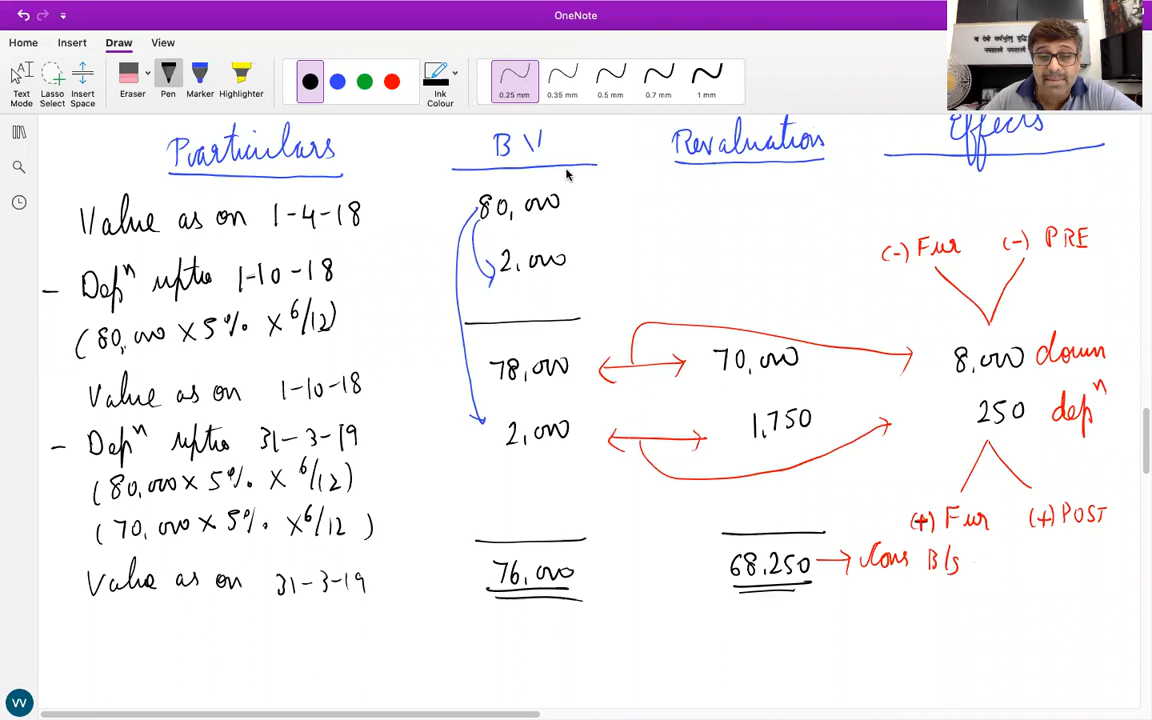 OneNote
Home Insert Draw View
Text Mode Lasso Select Insert Space Eraser Pen Marker Highlighter Ink Colour 0.25 mm 0.35 mm 0.5 mm 0.7 mm 1 mm
Particulars BV Revaluation Effects
Value as on 1-4-18 80,000
- Depⁿ upto 1-10-18 2,000 (-) Fur (-) PRE
(80,000 X 5% X 6/12)
78,000 70,000 8,000 down
Value as on 1-10-18
- Depⁿ upto 31-3-19 2,000 1,750 250 depⁿ
(80,000 X 5% X 6/12)
(70,000 X 5% X 6/12) (+) Fur (+) POST
Value as on 31-3-19 76,000 68,250 → Cons B/s
VV